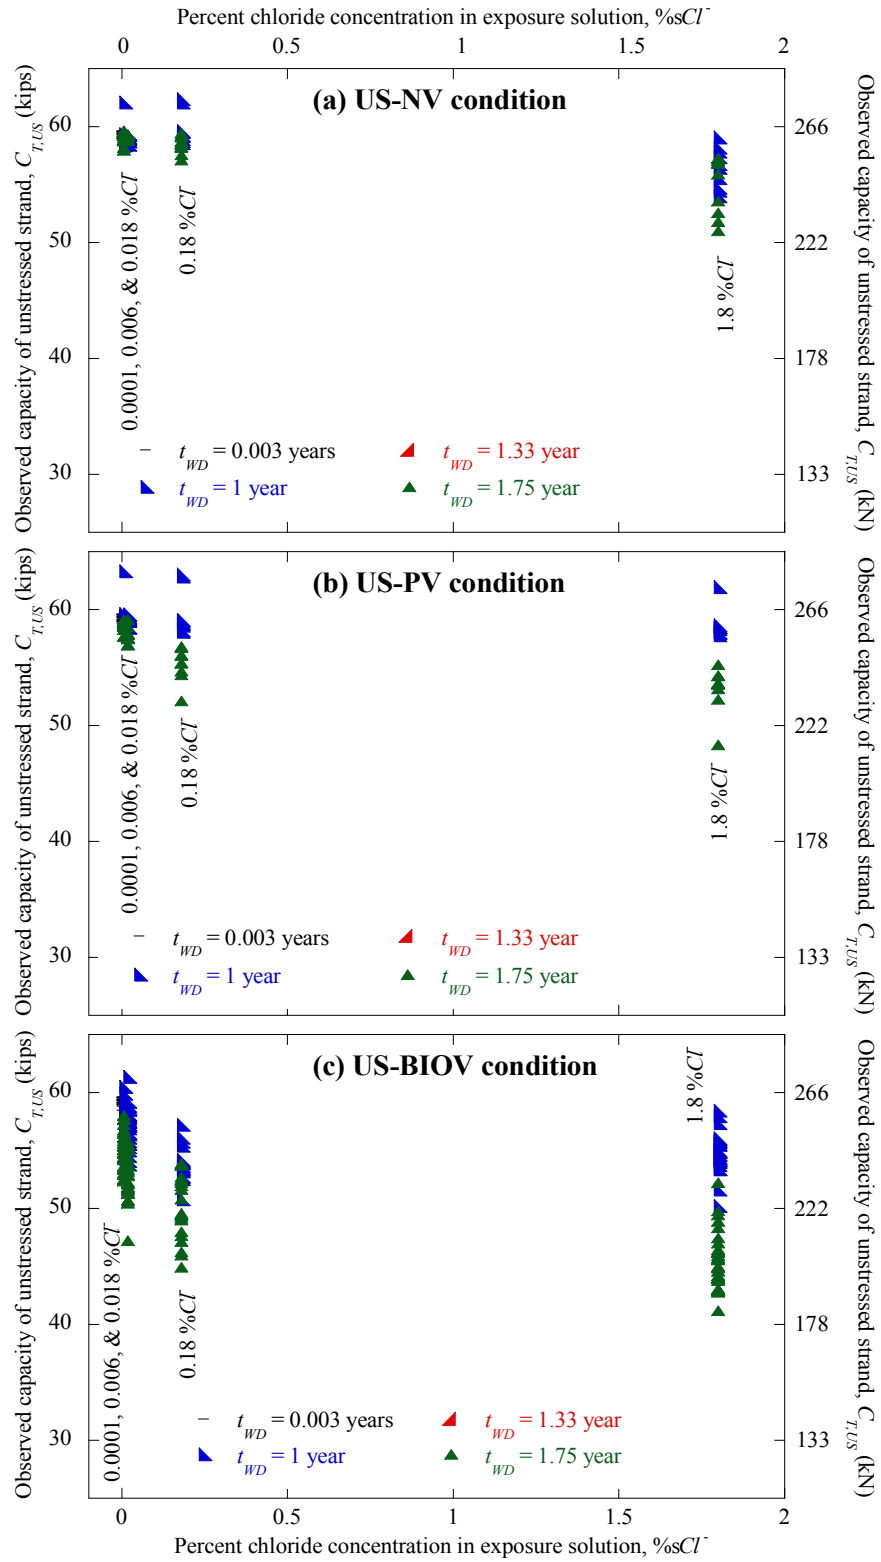 Percent chloride concentration in exposure solution, %sCl⁻
0 0.5 1 1.5 2
Observed capacity of unstressed strand, C_T,US (kips)
60
50
40
30
(a) US-NV condition
0.0001, 0.006, & 0.018 %Cl⁻
0.18 %Cl⁻
1.8 %Cl⁻
t_WD = 0.003 years
t_WD = 1 year
t_WD = 1.33 year
t_WD = 1.75 year
266
222
178
133
Observed capacity of unstressed strand, C_T,US (kN)
Observed capacity of unstressed strand, C_T,US (kips)
60
50
40
30
(b) US-PV condition
0.0001, 0.006, & 0.018 %Cl⁻
0.18 %Cl⁻
1.8 %Cl⁻
t_WD = 0.003 years
t_WD = 1 year
t_WD = 1.33 year
t_WD = 1.75 year
266
222
178
133
Observed capacity of unstressed strand, C_T,US (kN)
Observed capacity of unstressed strand, C_T,US (kips)
60
50
40
30
(c) US-BIOV condition
0.0001, 0.006, & 0.018 %Cl⁻
0.18 %Cl⁻
1.8 %Cl⁻
t_WD = 0.003 years
t_WD = 1 year
t_WD = 1.33 year
t_WD = 1.75 year
266
222
178
133
Observed capacity of unstressed strand, C_T,US (kN)
0 0.5 1 1.5 2
Percent chloride concentration in exposure solution, %sCl⁻